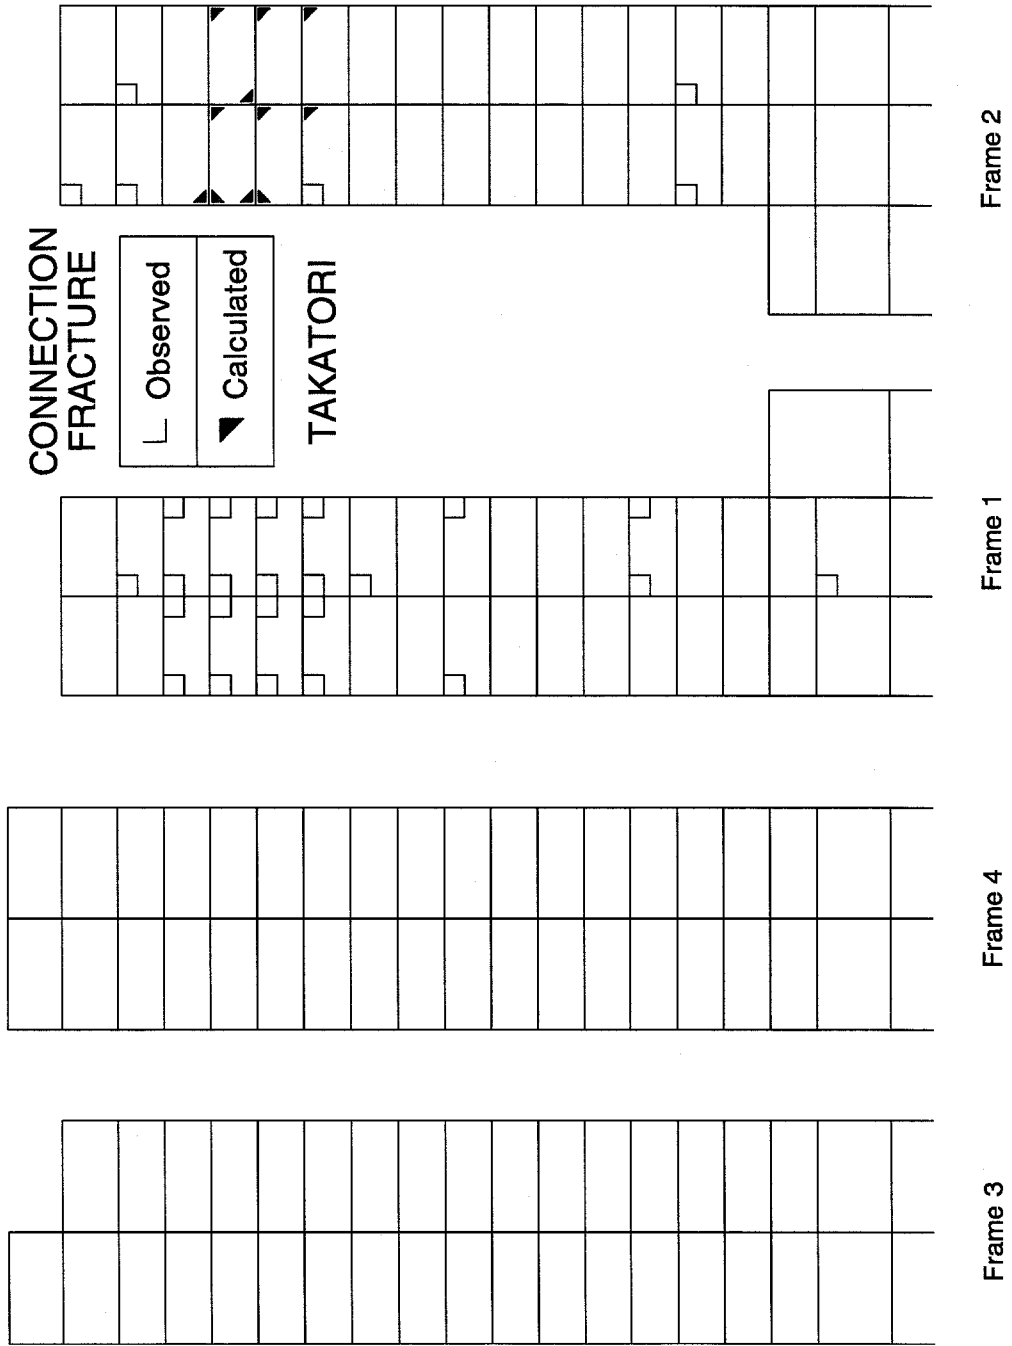 CONNECTION
FRACTURE
Observed
Calculated
TAKATORI
Frame 3
Frame 4
Frame 1
Frame 2